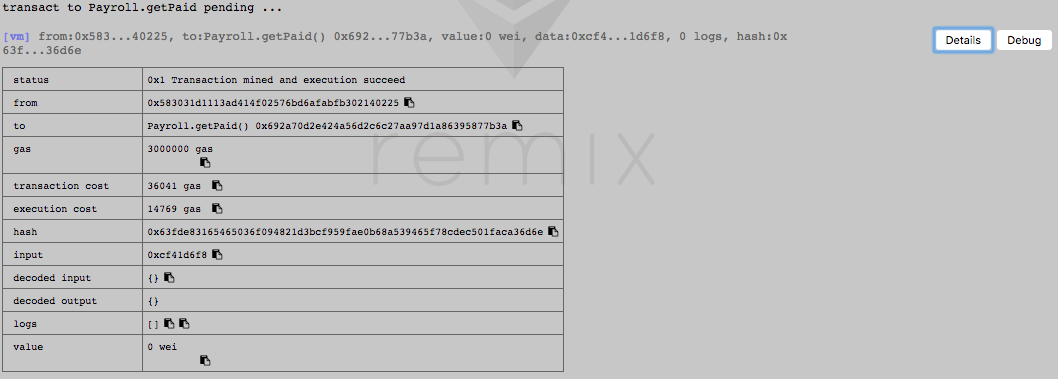 transact to Payroll.getPaid pending ...
[vm] from:0x583...40225, to:Payroll.getPaid() 0x692...77b3a, value:0 wei, data:0xcf4...1d6f8, 0 logs, hash:0x
63f...36d6e
Details
Debug
status 0x1 Transaction mined and execution succeed
from 0x583031d1113ad414f02576bd6afabfb302140225
to Payroll.getPaid() 0x692a70d2e424a56d2c6c27aa97d1a86395877b3a
gas 3000000 gas
transaction cost 36041 gas
execution cost 14769 gas
hash 0x63fde83165465036f094821d3bcf959fae0b68a539465f78cdec501faca36d6e
input 0xcf41d6f8
decoded input {}
decoded output {}
logs []
value 0 wei
remix